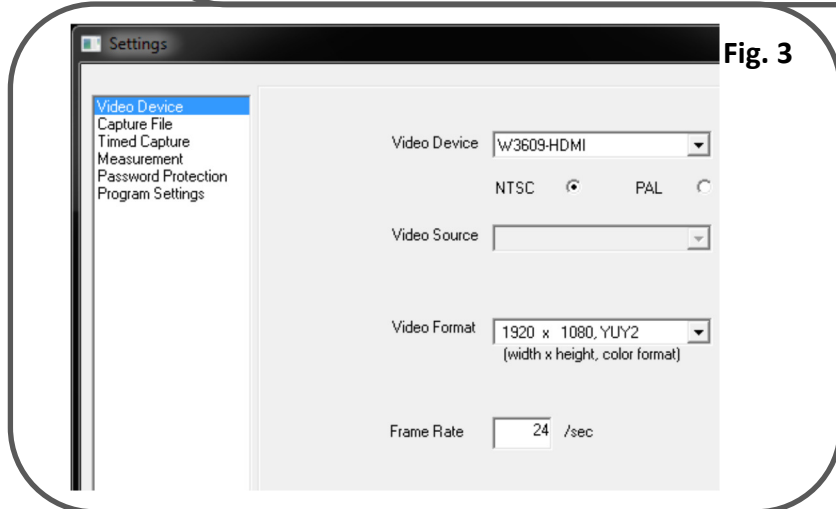 Settings
Fig. 3
Video Device
Capture File
Timed Capture
Measurement
Password Protection
Program Settings
Video Device W3609-HDMI
NTSC PAL
Video Source
Video Format 1920 x 1080, YUY2
(width x height, color format)
Frame Rate 24 /sec